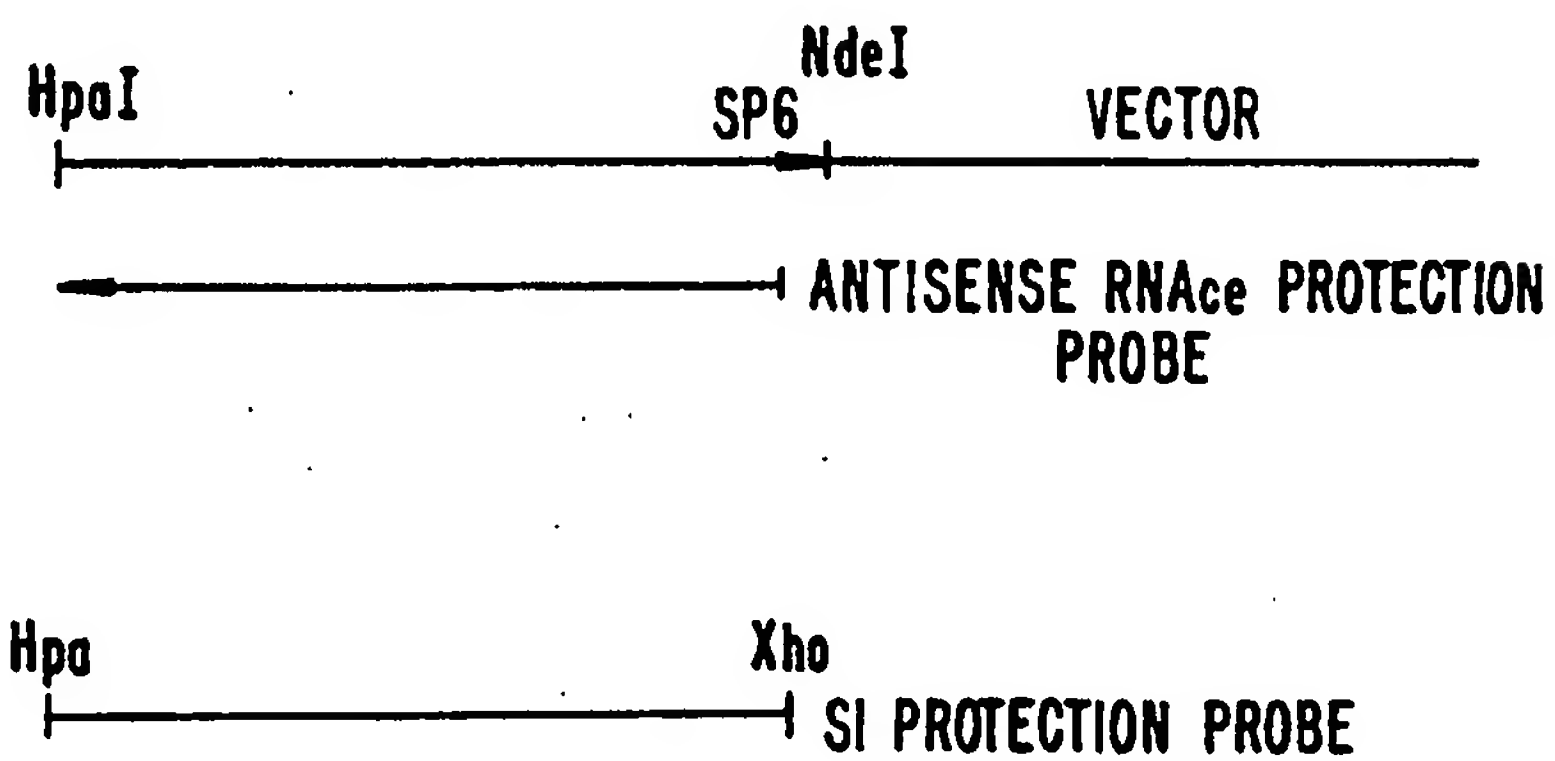 NdeI
HpaI
SP6
VECTOR
ANTISENSE RNAce PROTECTION
PROBE
Hpa
Xho
SI PROTECTION PROBE